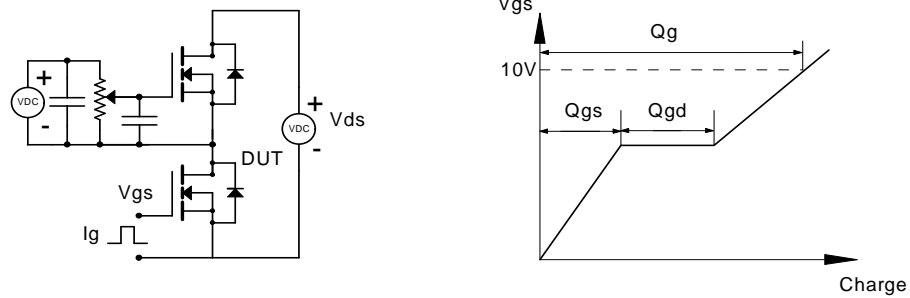 +
VDC
-
Vgs
Ig
DUT
+
VDC
-
Vds
Vgs
Qg
10V
Qgs
Qgd
Charge